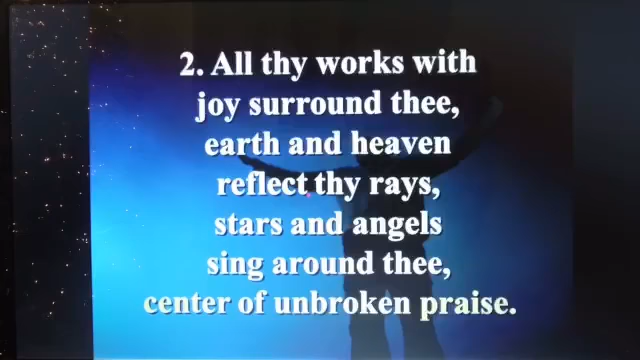 2. All thy works with
joy surround thee,
earth and heaven
reflect thy rays,
stars and angels
sing around thee,
center of unbroken praise.